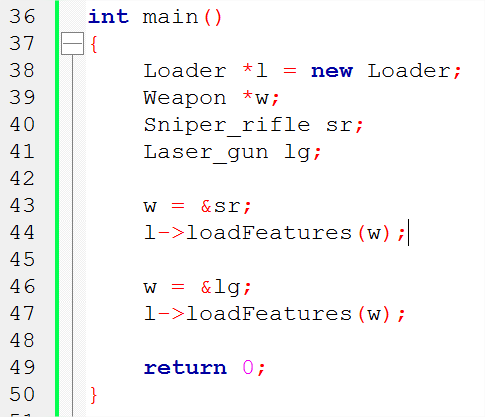 36 int main()
37 {
38 Loader *l = new Loader;
39 Weapon *w;
40 Sniper_rifle sr;
41 Laser_gun lg;
42
43 w = &sr;
44 l->loadFeatures(w);
45
46 w = &lg;
47 l->loadFeatures(w);
48
49 return 0;
50 }